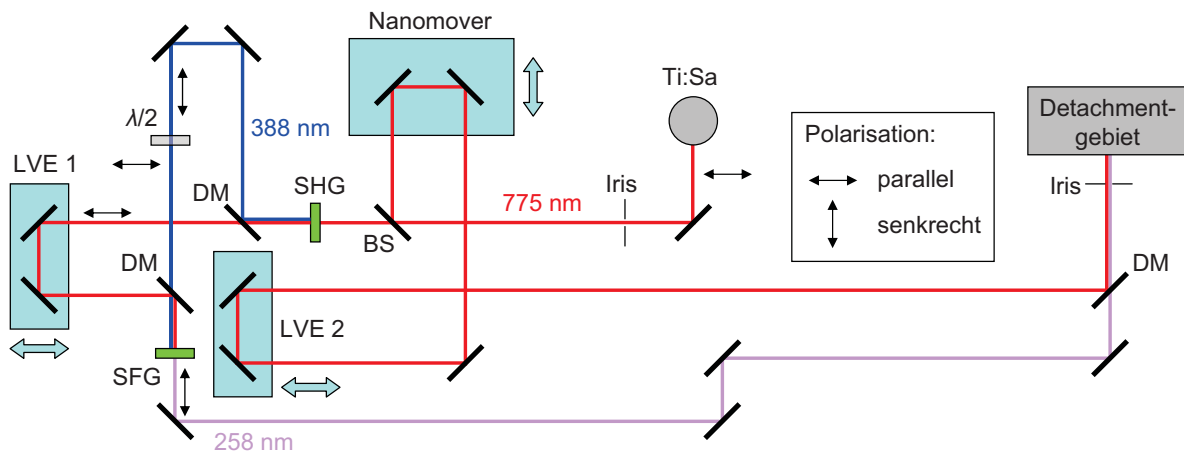 Nanomover
Ti:Sa
Detachment-
gebiet
λ/2
388 nm
Polarisation:
parallel
senkrecht
LVE 1
DM
SHG
Iris
775 nm
Iris
BS
DM
DM
LVE 2
SFG
258 nm